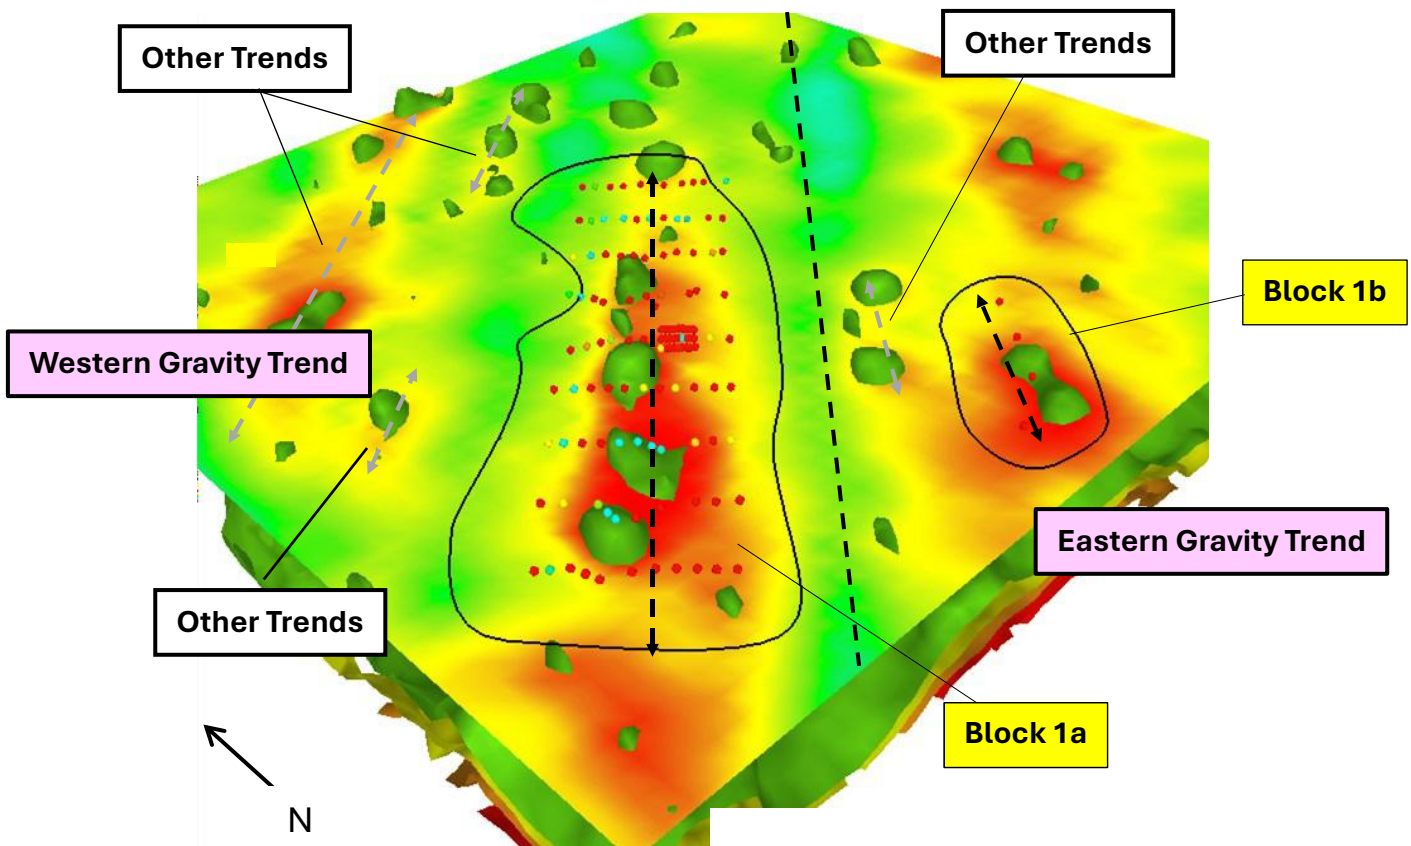 Other Trends
Other Trends
Block 1b
Western Gravity Trend
Eastern Gravity Trend
Other Trends
Block 1a
N